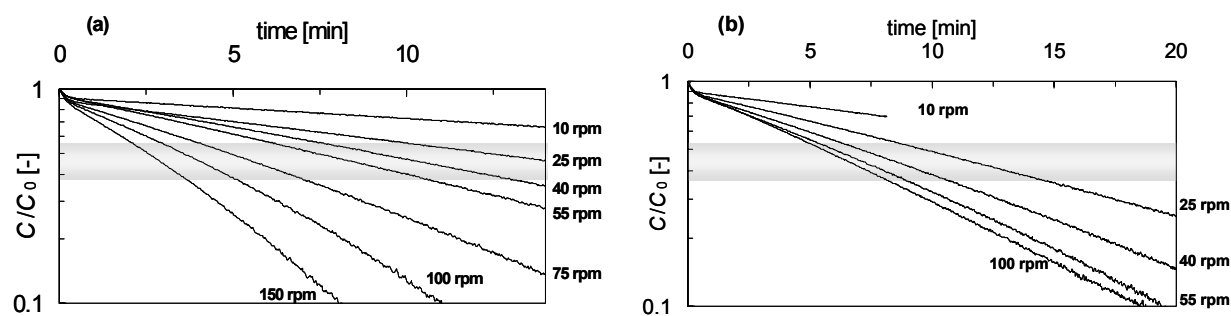 (a)
time [min]
0 5 10
1
C/C0 [-]
0.1
10 rpm
25 rpm
40 rpm
55 rpm
75 rpm
100 rpm
150 rpm
(b)
time [min]
0 5 10 15 20
1
C/C0 [-]
0.1
10 rpm
25 rpm
40 rpm
55 rpm
100 rpm